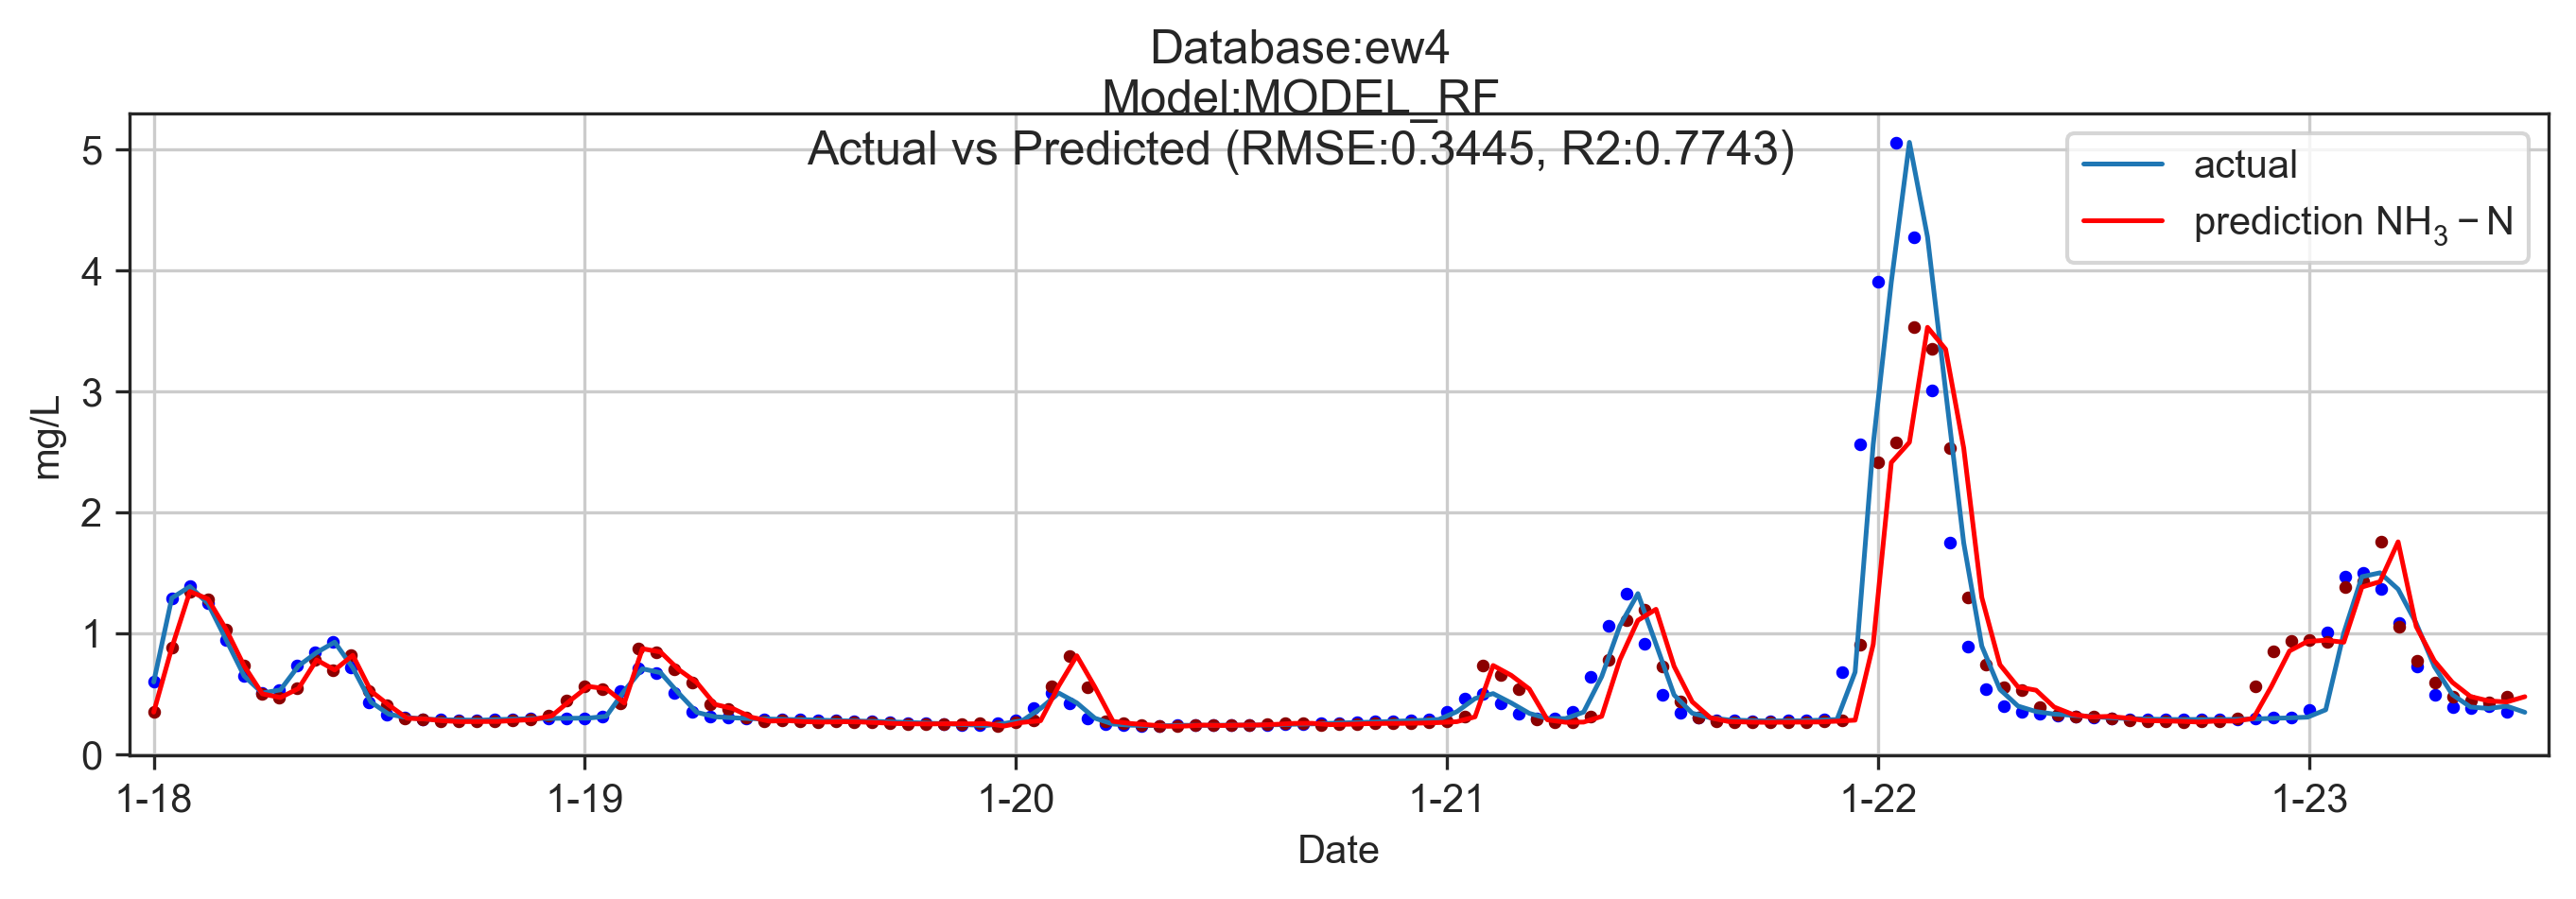 Database:ew4
Model:MODEL_RF
Actual vs Predicted (RMSE:0.3445, R2:0.7743)
actual
prediction NH₃ − N
mg/L
5
4
3
2
1
0
1-18 1-19 1-20 1-21 1-22 1-23
Date